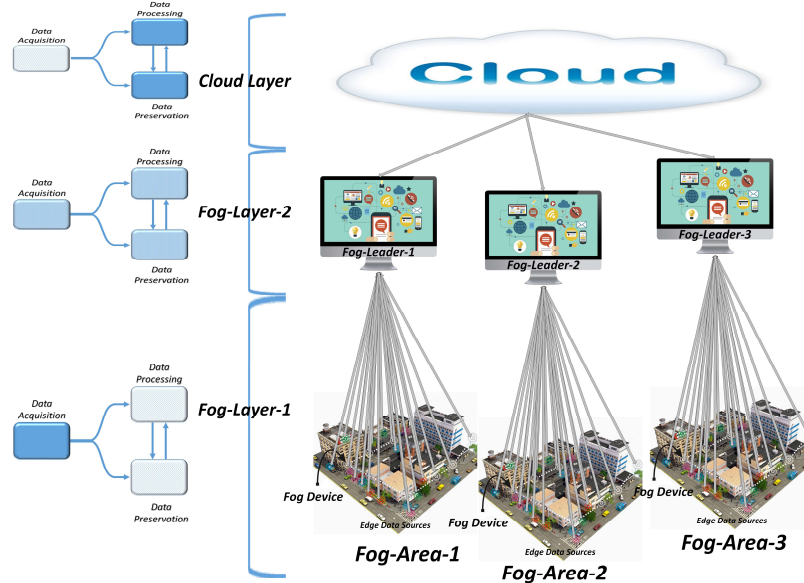 Data
Acquisition
Data
Processing
Data
Preservation
Cloud Layer
Cloud
Data
Acquisition
Data
Processing
Data
Preservation
Fog-Layer-2
Fog-Leader-1
Fog-Leader-2
Fog-Leader-3
Data
Acquisition
Data
Processing
Data
Preservation
Fog-Layer-1
Fog Device
Edge Data Sources
Fog-Area-1
Fog Device
Edge Data Sources
Fog-Area-2
Fog Device
Edge Data Sources
Fog-Area-3